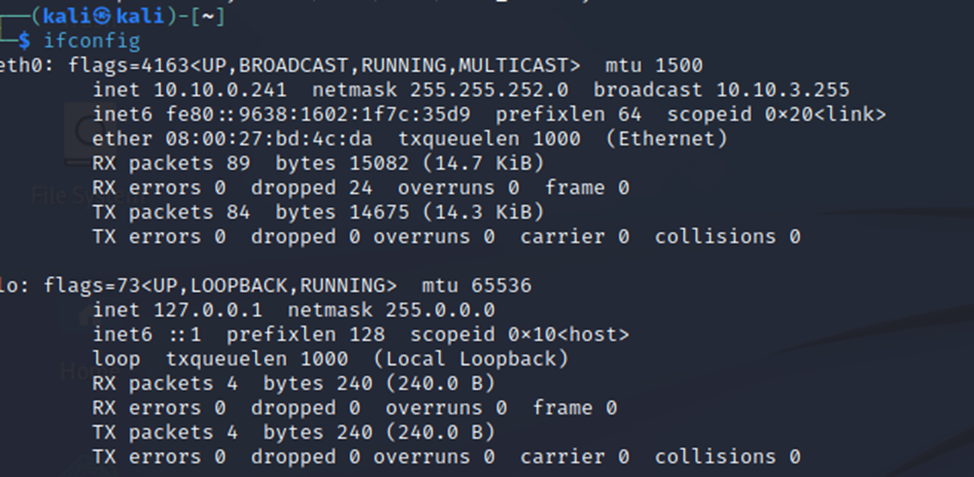 (kali㉿kali)-[~]
$ ifconfig
eth0: flags=4163<UP,BROADCAST,RUNNING,MULTICAST>  mtu 1500
inet 10.10.0.241  netmask 255.255.252.0  broadcast 10.10.3.255
inet6 fe80::9638:1602:1f7c:35d9  prefixlen 64  scopeid 0×20<link>
ether 08:00:27:bd:4c:da  txqueuelen 1000  (Ethernet)
RX packets 89  bytes 15082 (14.7 KiB)
RX errors 0  dropped 24  overruns 0  frame 0
TX packets 84  bytes 14675 (14.3 KiB)
TX errors 0  dropped 0 overruns 0  carrier 0  collisions 0
lo: flags=73<UP,LOOPBACK,RUNNING>  mtu 65536
inet 127.0.0.1  netmask 255.0.0.0
inet6 ::1  prefixlen 128  scopeid 0×10<host>
loop  txqueuelen 1000  (Local Loopback)
RX packets 4  bytes 240 (240.0 B)
RX errors 0  dropped 0  overruns 0  frame 0
TX packets 4  bytes 240 (240.0 B)
TX errors 0  dropped 0 overruns 0  carrier 0  collisions 0